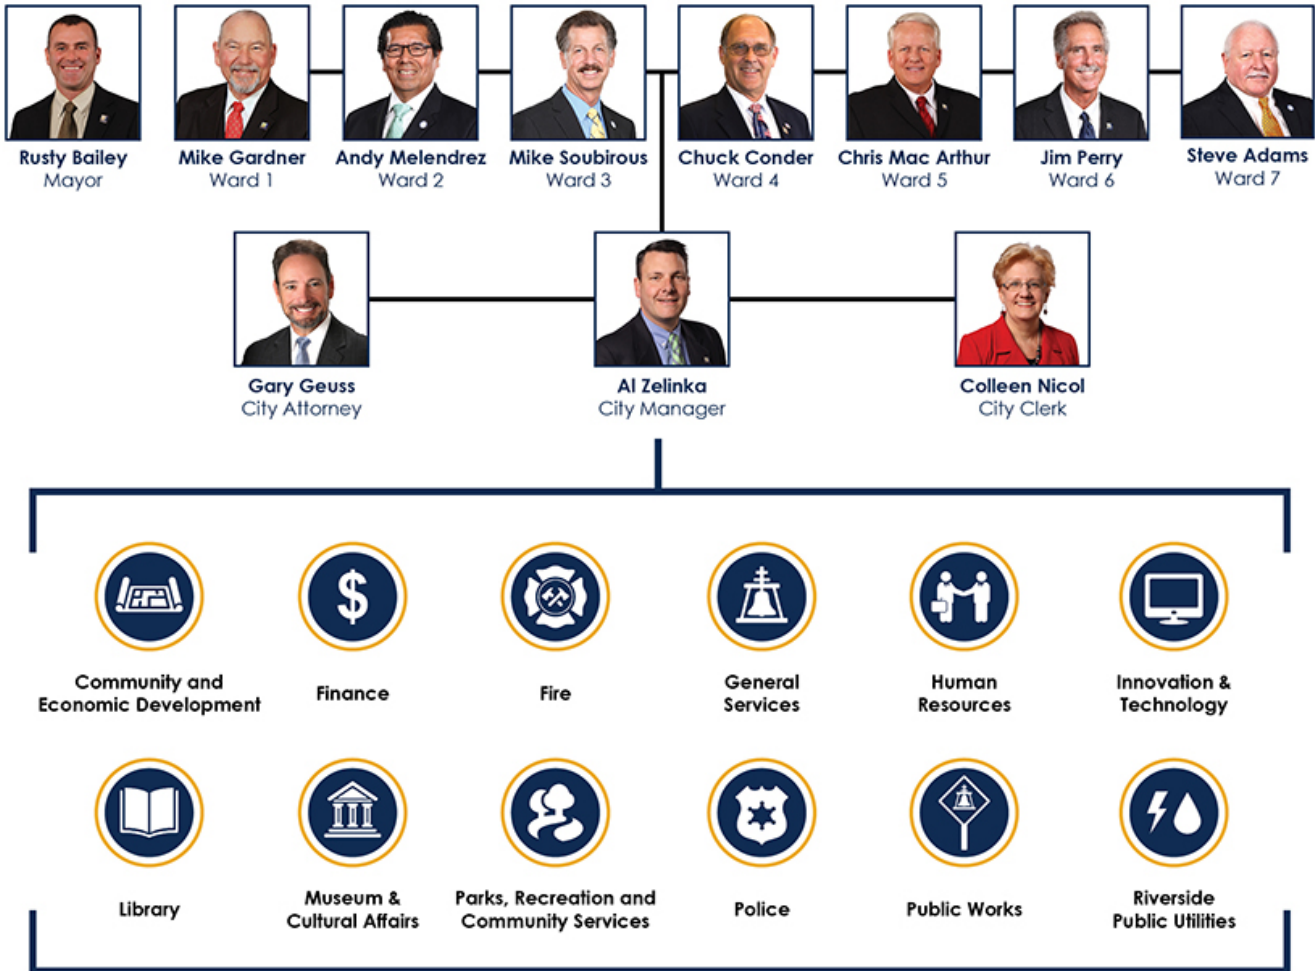 Rusty Bailey
Mayor
Mike Gardner
Ward 1
Andy Melendrez
Ward 2
Mike Soubirous
Ward 3
Chuck Conder
Ward 4
Chris Mac Arthur
Ward 5
Jim Perry
Ward 6
Steve Adams
Ward 7
Gary Geuss
City Attorney
Al Zelinka
City Manager
Colleen Nicol
City Clerk
$
Community and
Economic Development
Finance
Fire
General
Services
Human
Resources
Innovation &
Technology
Library
Museum &
Cultural Affairs
Parks, Recreation and
Community Services
Police
Public Works
Riverside
Public Utilities